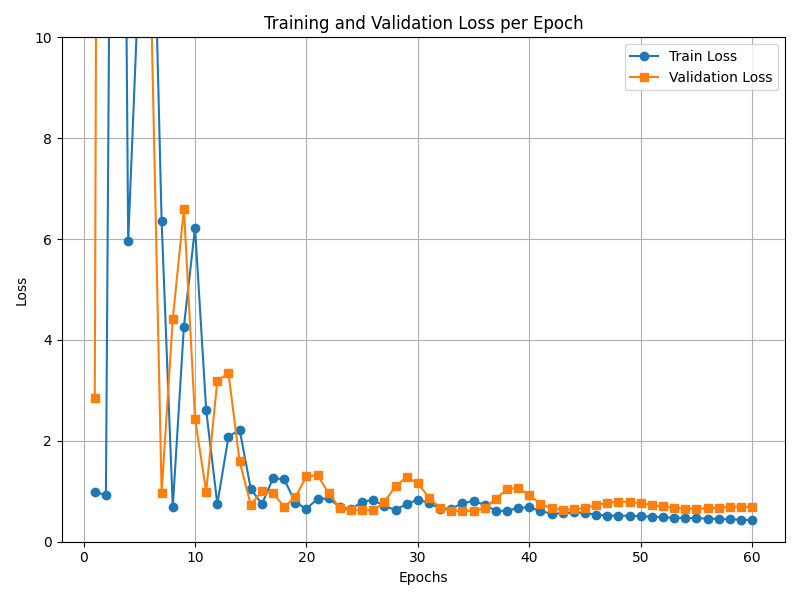 Training and Validation Loss per Epoch
Train Loss
Validation Loss
Loss
10
8
6
4
2
0
0 10 20 30 40 50 60
Epochs